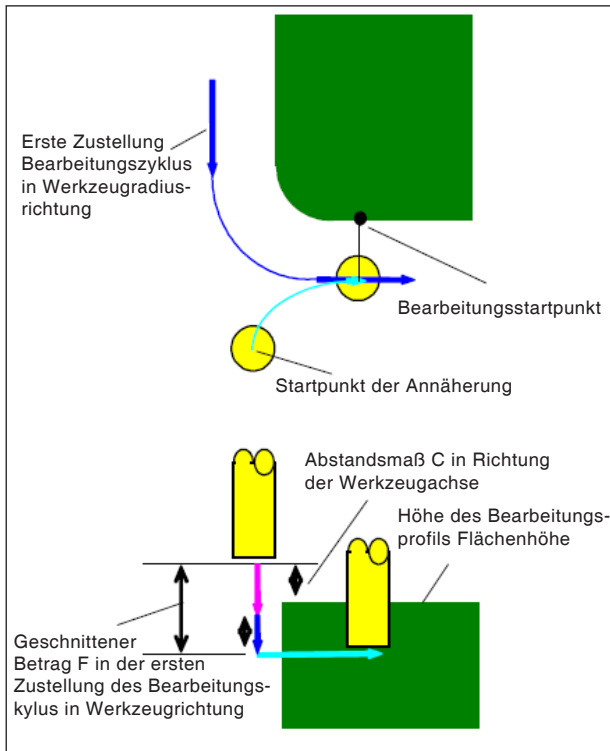 Erste Zustellung
Bearbeitungszyklus
in Werkzeugradius-
richtung
Bearbeitungsstartpunkt
Startpunkt der Annäherung
Abstandsmaß C in Richtung
der Werkzeugachse
Höhe des Bearbeitungs-
profils Flächenhöhe
Geschnittener
Betrag F in der ersten
Zustellung des Bearbeitungs-
kylus in Werkzeugrichtung